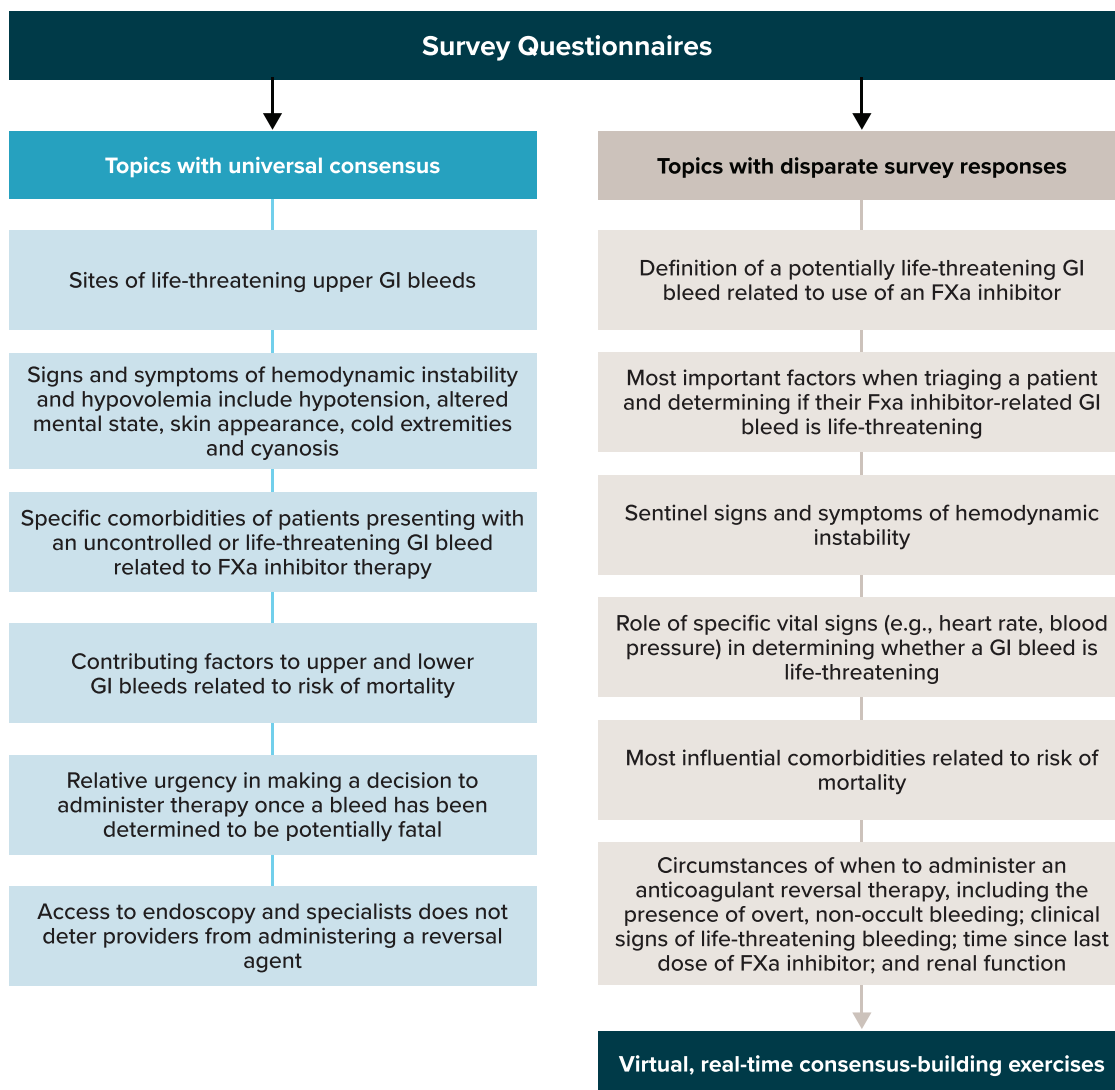 Survey Questionnaires
Topics with universal consensus
Sites of life-threatening upper GI bleeds
Signs and symptoms of hemodynamic instability
and hypovolemia include hypotension, altered
mental state, skin appearance, cold extremities
and cyanosis
Specific comorbidities of patients presenting with
an uncontrolled or life-threatening GI bleed
related to FXa inhibitor therapy
Contributing factors to upper and lower
GI bleeds related to risk of mortality
Relative urgency in making a decision to
administer therapy once a bleed has been
determined to be potentially fatal
Access to endoscopy and specialists does not
deter providers from administering a reversal
agent
Topics with disparate survey responses
Definition of a potentially life-threatening GI
bleed related to use of an FXa inhibitor
Most important factors when triaging a patient
and determining if their Fxa inhibitor-related GI
bleed is life-threatening
Sentinel signs and symptoms of hemodynamic
instability
Role of specific vital signs (e.g., heart rate, blood
pressure) in determining whether a GI bleed is
life-threatening
Most influential comorbidities related to risk of
mortality
Circumstances of when to administer an
anticoagulant reversal therapy, including the
presence of overt, non-occult bleeding; clinical
signs of life-threatening bleeding; time since last
dose of FXa inhibitor; and renal function
Virtual, real-time consensus-building exercises